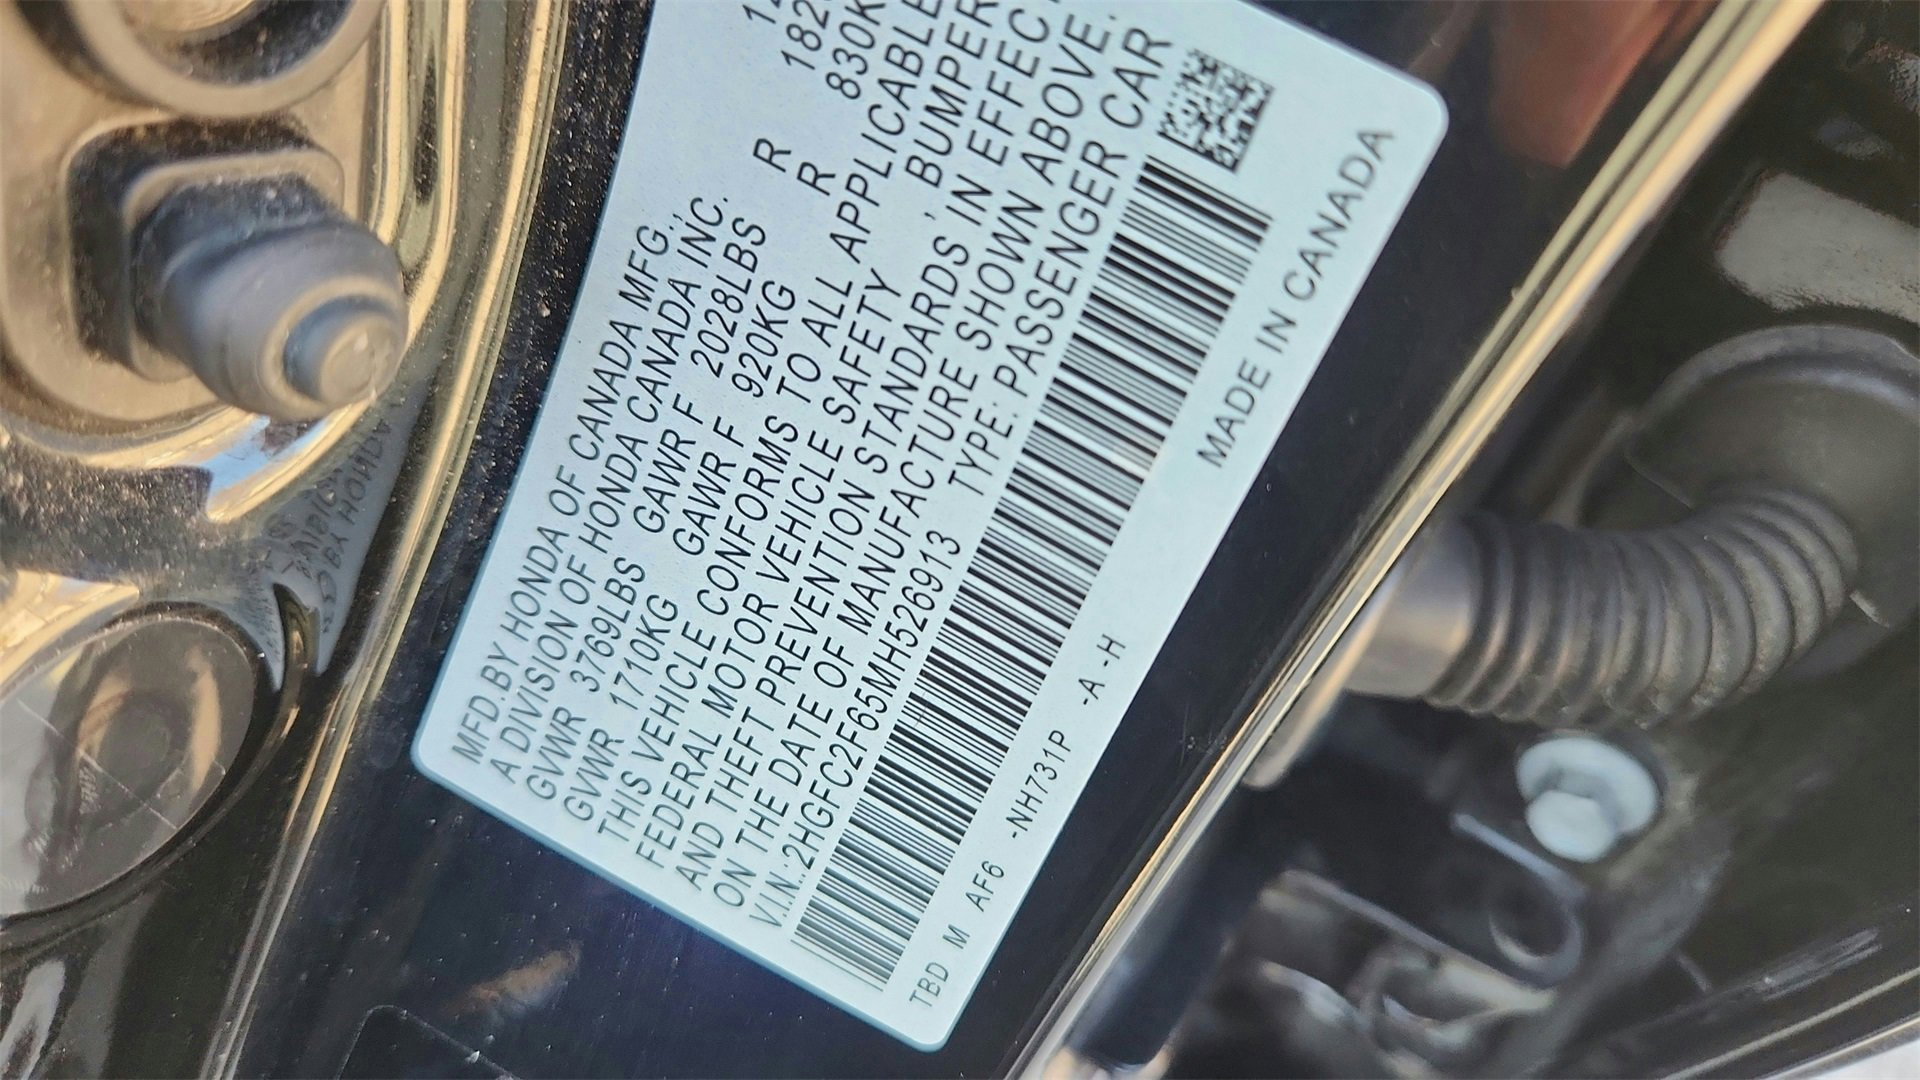 MFD.BY HONDA OF CANADA MFG.,
A DIVISION OF HONDA CANADA INC.
GVWR 3769LBS GAWR F 2028LBS R 182
GVWR 1710KG GAWR F 920KG R 830K
THIS VEHICLE CONFORMS TO ALL APPLICABLE
FEDERAL MOTOR VEHICLE SAFETY , BUMPER
AND THEFT PREVENTION STANDARDS IN EFFECT
ON THE DATE OF MANUFACTURE SHOWN ABOVE.
V.I.N.:2HGFC2F65MH526913 TYPE: PASSENGER CAR
TBD M AF6 -NH731P -A -H
MADE IN CANADA